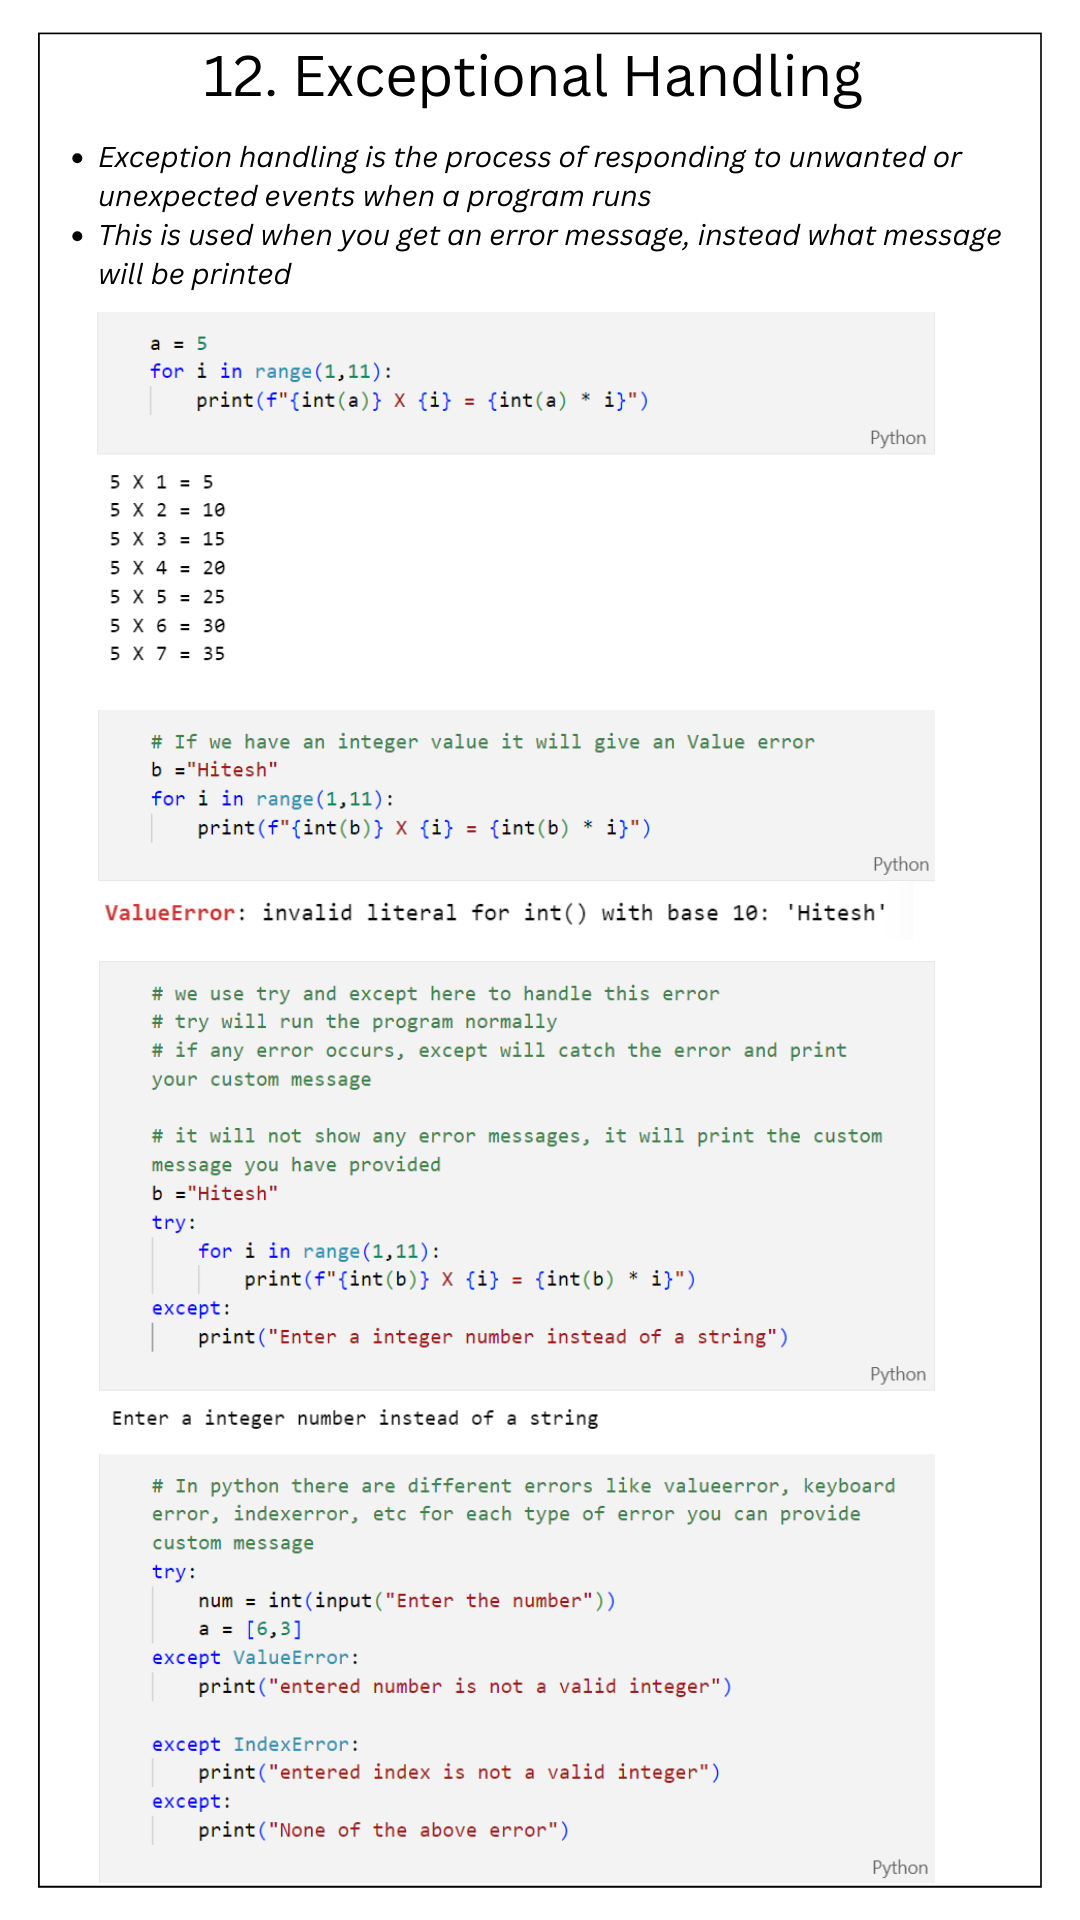 12. Exceptional Handling
• Exception handling is the process of responding to unwanted or
unexpected events when a program runs
• This is used when you get an error message, instead what message
will be printed
a = 5
for i in range(1,11):
    print(f"{int(a)} X {i} = {int(a) * i}")
Python
5 X 1 = 5
5 X 2 = 10
5 X 3 = 15
5 X 4 = 20
5 X 5 = 25
5 X 6 = 30
5 X 7 = 35
# If we have an integer value it will give an Value error
b ="Hitesh"
for i in range(1,11):
    print(f"{int(b)} X {i} = {int(b) * i}")
Python
ValueError: invalid literal for int() with base 10: 'Hitesh'
# we use try and except here to handle this error
# try will run the program normally
# if any error occurs, except will catch the error and print
your custom message
# it will not show any error messages, it will print the custom
message you have provided
b ="Hitesh"
try:
    for i in range(1,11):
        print(f"{int(b)} X {i} = {int(b) * i}")
except:
    print("Enter a integer number instead of a string")
Python
Enter a integer number instead of a string
# In python there are different errors like valueerror, keyboard
error, indexerror, etc for each type of error you can provide
custom message
try:
    num = int(input("Enter the number"))
    a = [6,3]
except ValueError:
    print("entered number is not a valid integer")
except IndexError:
    print("entered index is not a valid integer")
except:
    print("None of the above error")
Python